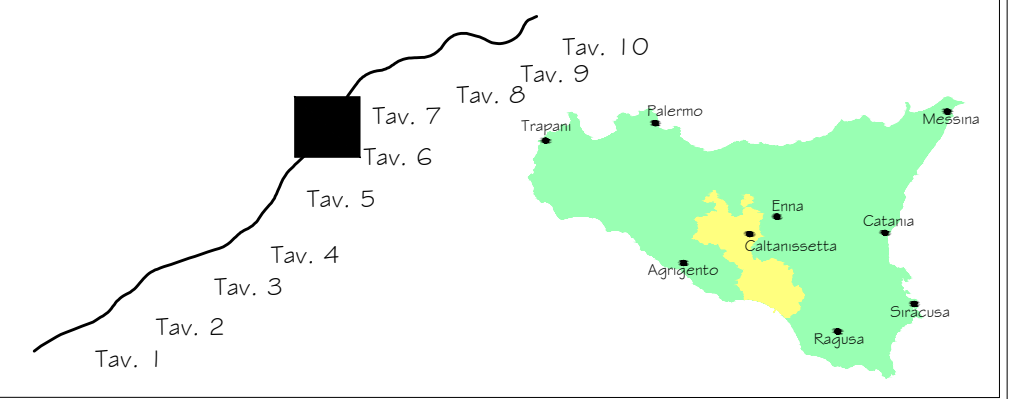 Tav. 10
Tav. 9
Tav. 8
Tav. 7
Tav. 6
Tav. 5
Tav. 4
Tav. 3
Tav. 2
Tav. 1
Palermo
Trapani
Messina
Enna
Catania
Caltanissetta
Agrigento
Siracusa
Ragusa